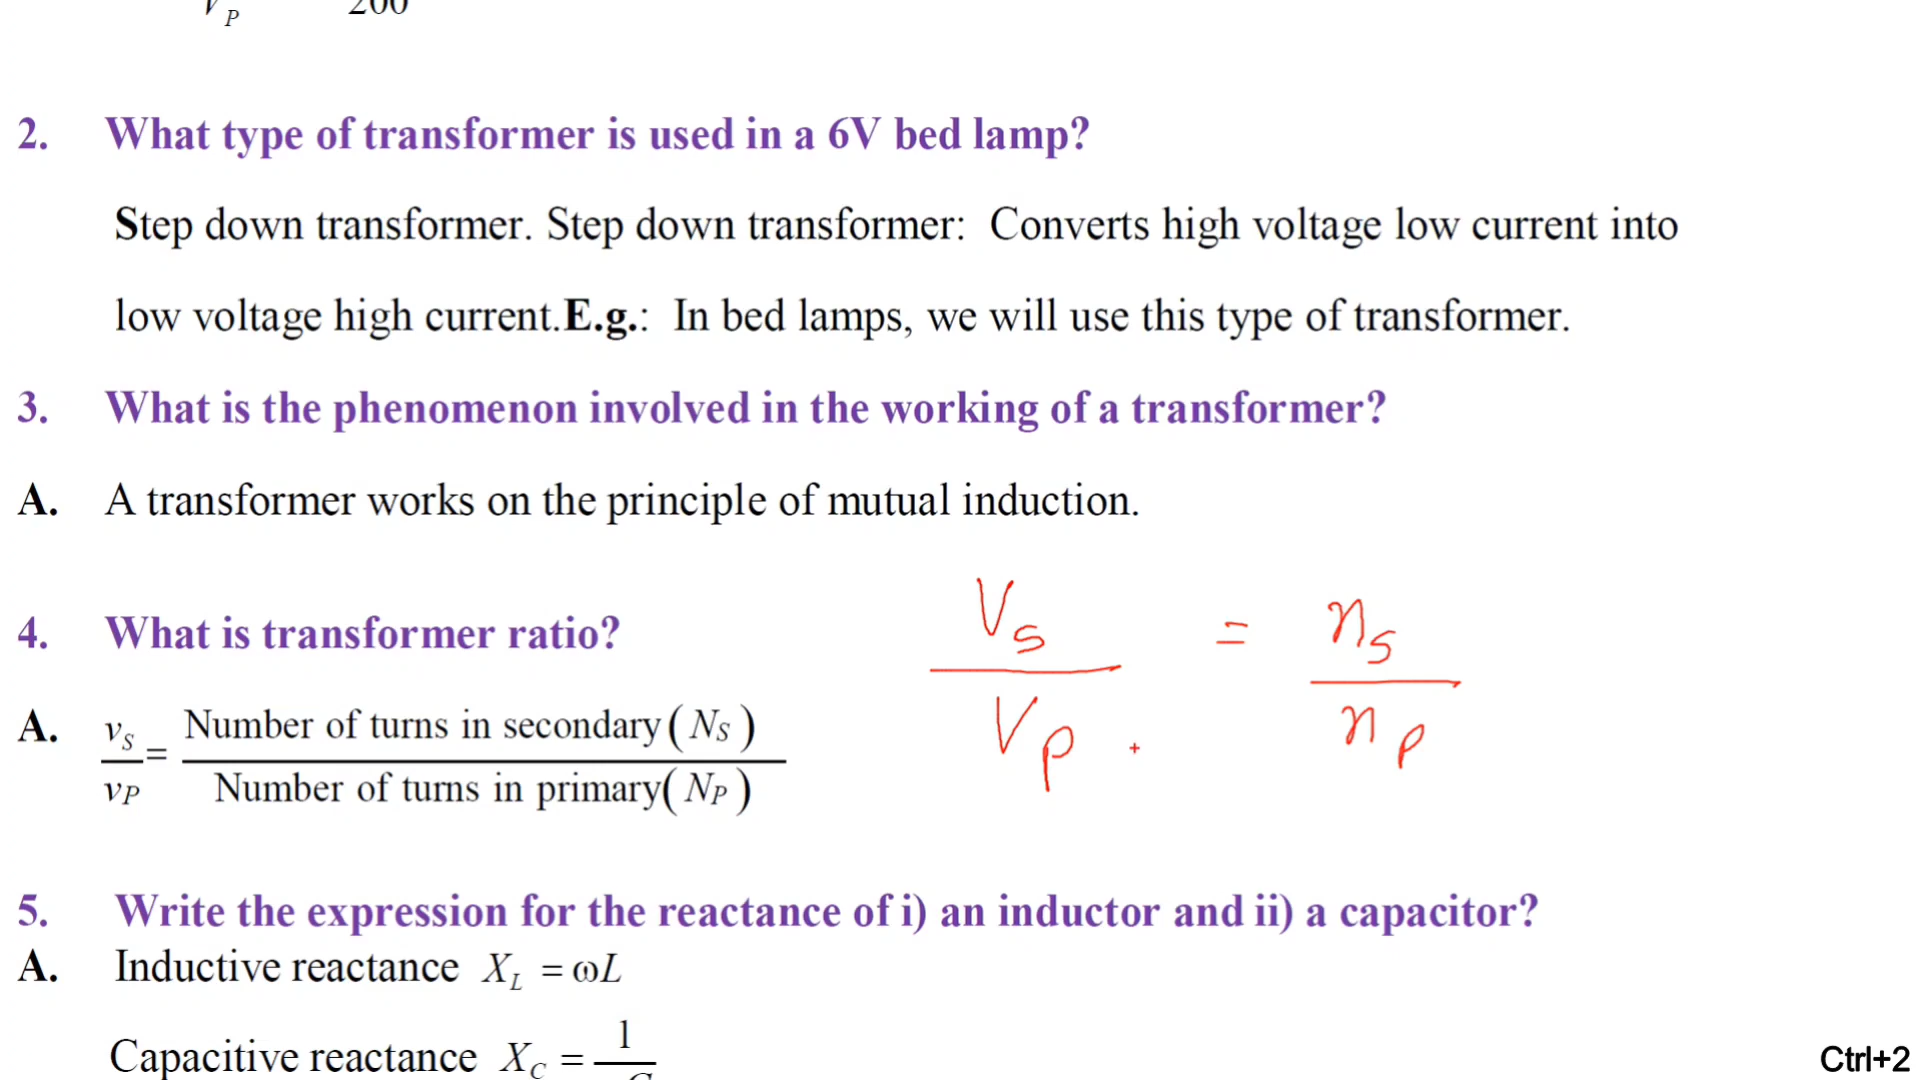 V P 200
2. What type of transformer is used in a 6V bed lamp?
Step down transformer. Step down transformer: Converts high voltage low current into
low voltage high current.E.g.: In bed lamps, we will use this type of transformer.
3. What is the phenomenon involved in the working of a transformer?
A. A transformer works on the principle of mutual induction.
4. What is transformer ratio?
A. vS/vP = Number of turns in secondary(NS) / Number of turns in primary(NP)
Vs/Vp = ns/np
5. Write the expression for the reactance of i) an inductor and ii) a capacitor?
A. Inductive reactance XL = ωL
Capacitive reactance XC = 1/ C
Ctrl+2